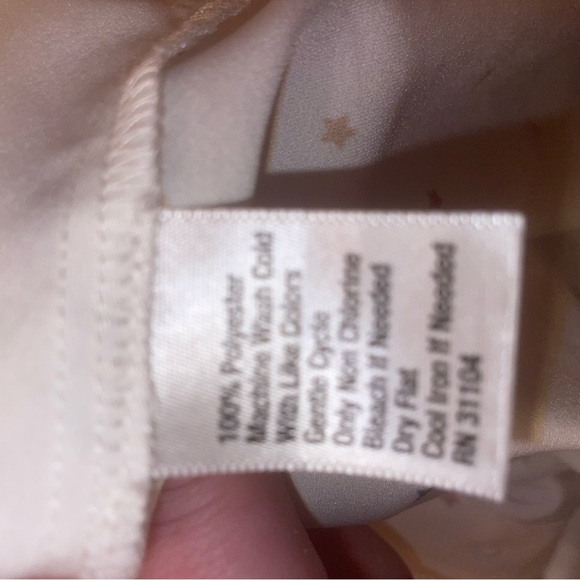 100% Polyester
Machine Wash Cold
With Like Colors
Gentle Cycle
Only Non Chlorine
Bleach If Needed
Dry Flat
Cool Iron If Needed
RN 31104